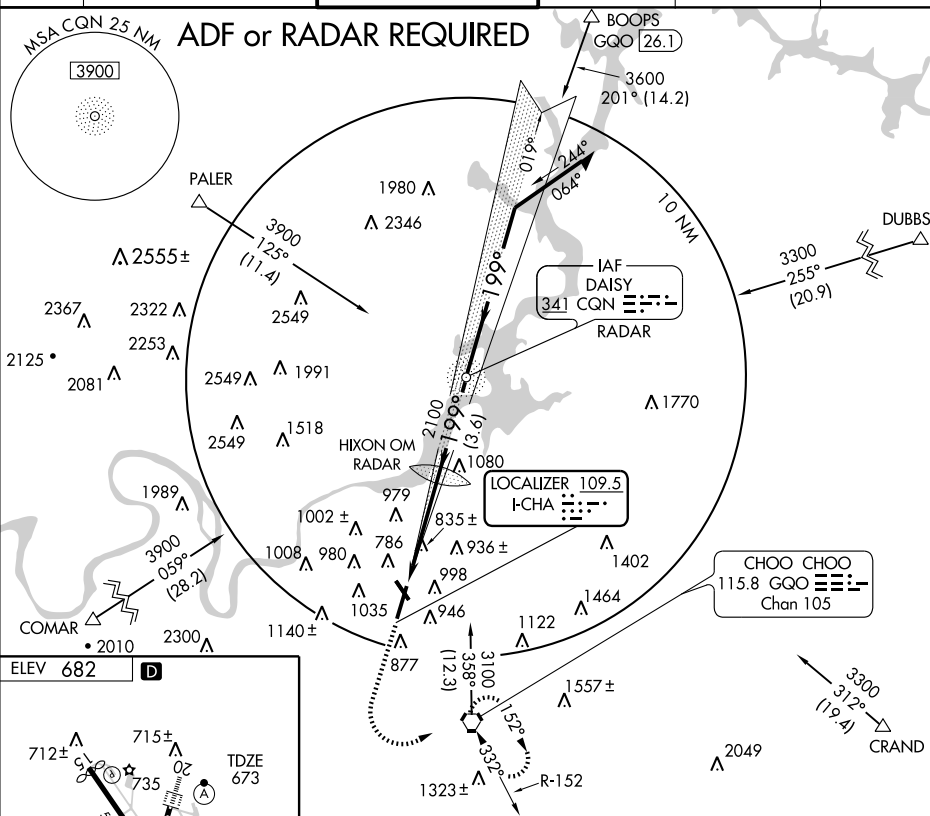 MSA CQN 25 NM
3900
ADF or RADAR REQUIRED
BOOPS
GQO 26.1
3600
201° (14.2)
019°
244°
064°
10 NM
PALER
3900
125°
(11.4)
1980
2346
DUBBS
3300
255°
(20.9)
2555±
199°
IAF
DAISY
341 CQN
RADAR
2367
2322
2549
2125
2253
2081
2549
1991
1770
2549
1518
2100
199°
(3.6)
HIXON OM
RADAR
1080
LOCALIZER 109.5
I-CHA
1989
979
1002 ±
835±
786
936±
1008
980
998
1402
3900
059°
(28.2)
COMAR
1035
946
1464
CHOO CHOO
115.8 GQO
Chan 105
1140±
2010
2300
877
1122
3100
358°
(12.3)
1557±
152°
332°
R-152
1323±
3300
312°
(19.4)
CRAND
2049
ELEV 682
D
712±
715±
TDZE
673
5
P
735
20
A